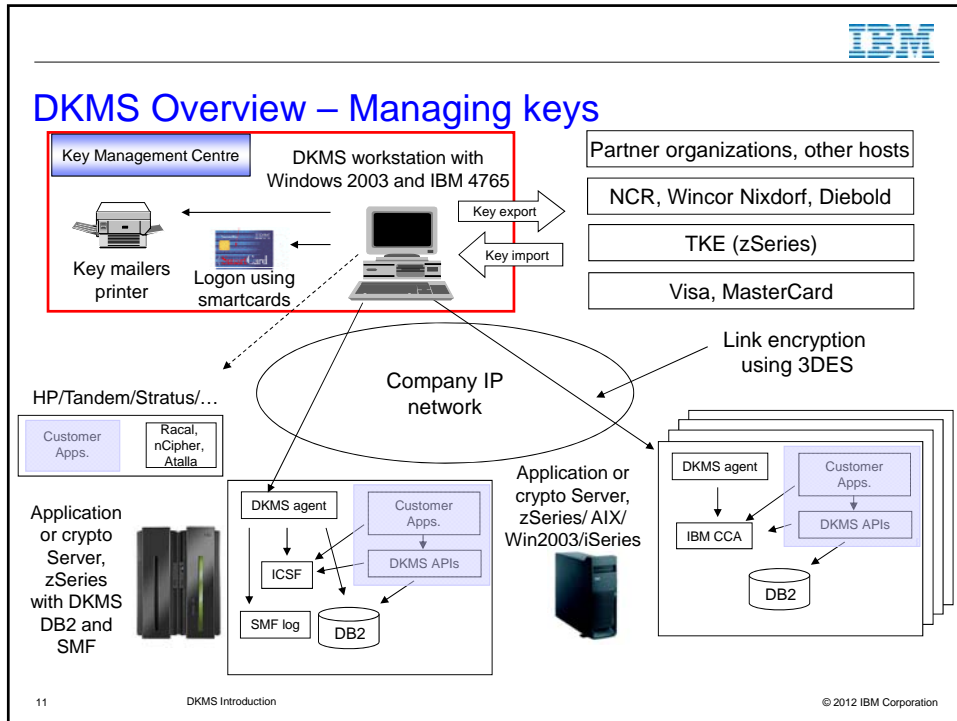 IBM
DKMS Overview – Managing keys
Key Management Centre
DKMS workstation with
Windows 2003 and IBM 4765
Key mailers
printer
Logon using
smartcards
Key export
Key import
Partner organizations, other hosts
NCR, Wincor Nixdorf, Diebold
TKE (zSeries)
Visa, MasterCard
Link encryption
using 3DES
Company IP
network
HP/Tandem/Stratus/…
Customer
Apps.
Racal,
nCipher,
Atalla
Application
or crypto
Server,
zSeries
with DKMS
DB2 and
SMF
DKMS agent
Customer
Apps.
ICSF
DKMS APIs
SMF log
DB2
Application or
crypto Server,
zSeries/ AIX/
Win2003/iSeries
DKMS agent
Customer
Apps.
IBM CCA
DKMS APIs
DB2
11
DKMS Introduction
© 2012 IBM Corporation